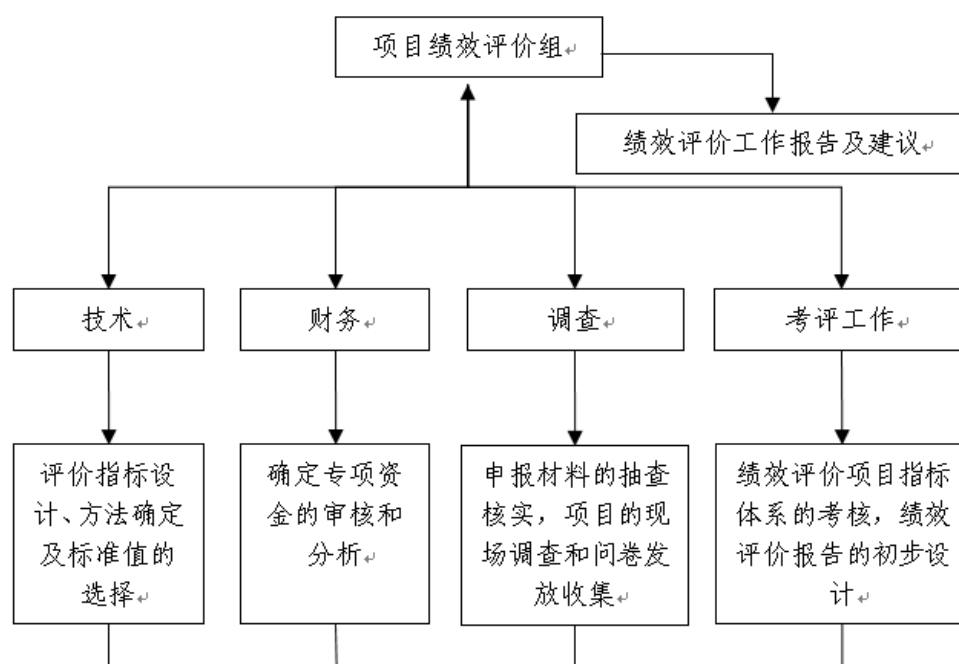 项目绩效评价组
绩效评价工作报告及建议
技术
财务
调查
考评工作
评价指标设
计、方法确定
及标准值的
选择
确定专项资
金的审核和
分析
申报材料的抽查
核实，项目的现
场调查和问卷发
放收集
绩效评价项目指标
体系的考核，绩效
评价报告的初步设
计